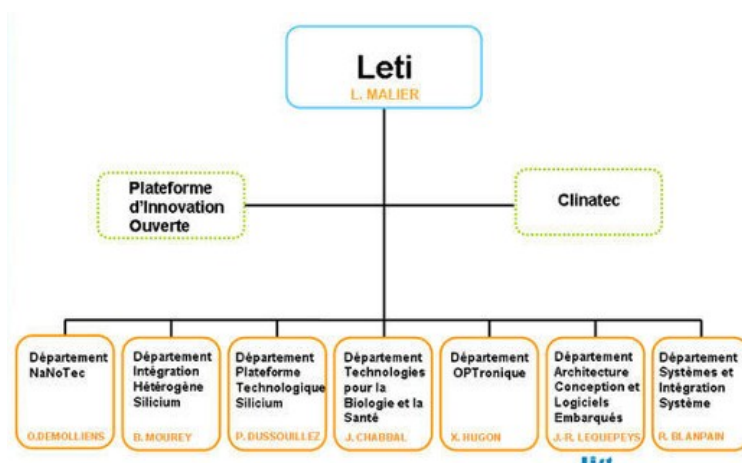 Leti
L. MALIER
Plateforme
d'Innovation
Ouverte
Clinatec
Département
NaNoTec
O.DEMOLLIENS
Département
Intégration
Hétérogène
Silicium
B. MOUREY
Département
Plateforme
Technologique
Silicium
P. DUSSOUILLEZ
Département
Technologies
pour la
Biologie et la
Santé
J. CHABBAL
Département
OPTronique
X. HUGON
Département
Architecture
Conception et
Logiciels
Embarqués
J.-R. LEQUEPEYS
Département
Systèmes et
Intégration
Système
R. BLANPAIN